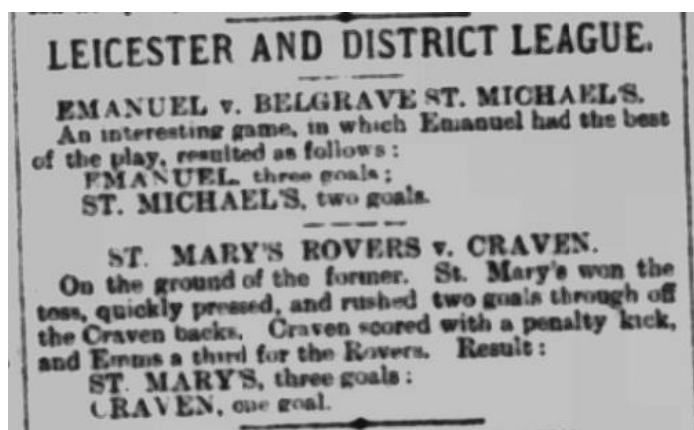 LEICESTER AND DISTRICT LEAGUE.
EMANUEL v. BELGRAVE ST. MICHAEL'S.
An interesting game, in which Emanuel had the best
of the play, resulted as follows:
EMANUEL, three goals;
ST. MICHAEL'S, two goals.
ST. MARY'S ROVERS v. CRAVEN.
On the ground of the former. St. Mary's won the
toss, quickly pressed, and rushed two goals through off
the Craven backs. Craven scored with a penalty kick,
and Emms a third for the Rovers. Result:
ST. MARY'S, three goals:
CRAVEN, one goal.